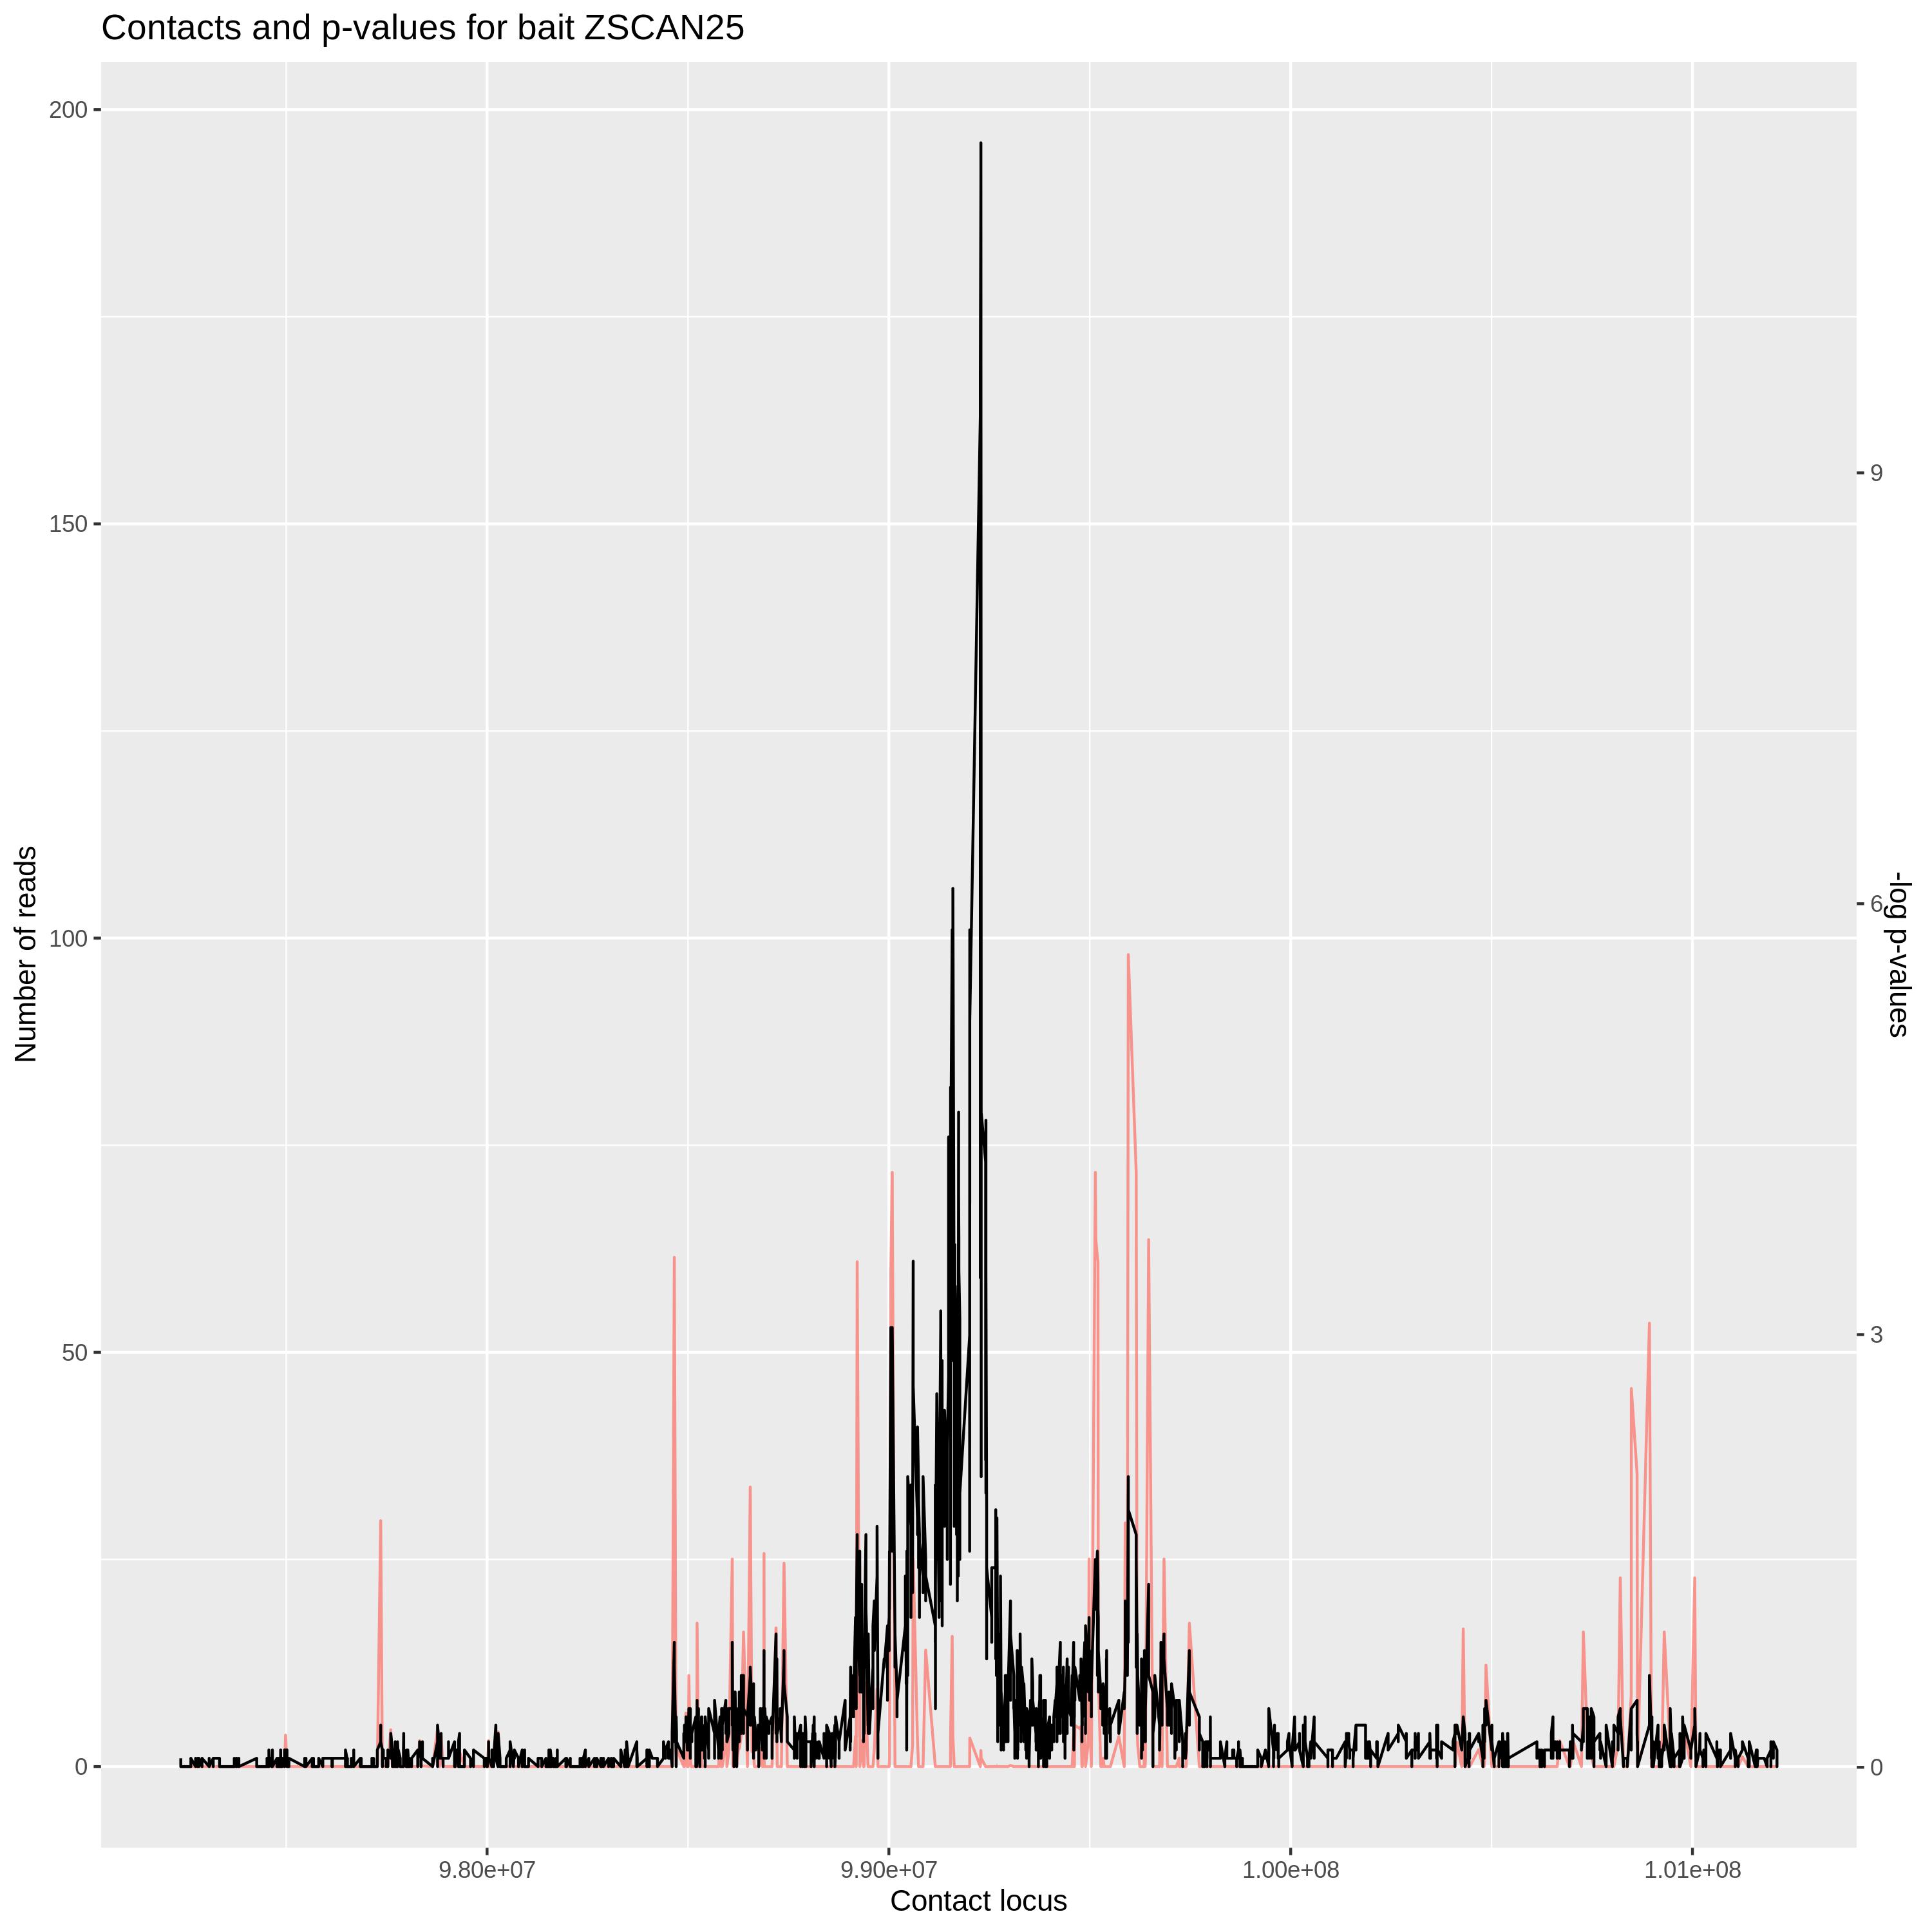 Contacts and p-values for bait ZSCAN25
200
150
100
50
0
Number of reads
9
6
3
0
-log p-values
9.80e+07 9.90e+07 1.00e+08 1.01e+08
Contact locus